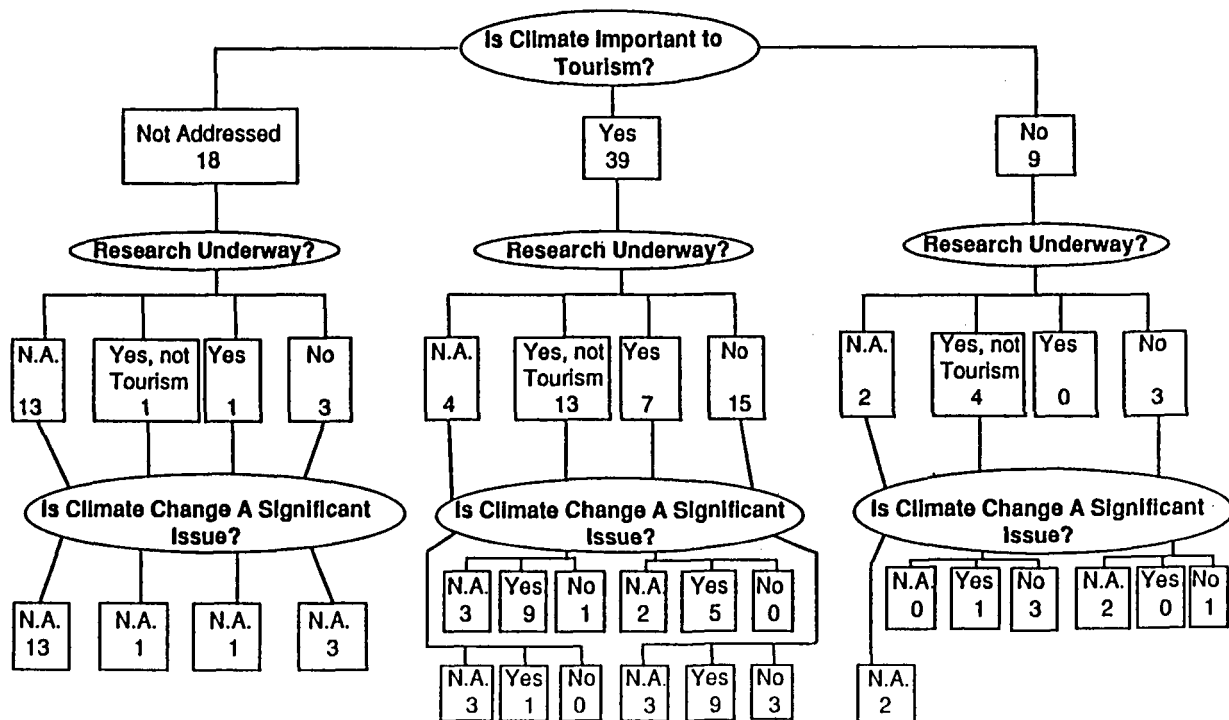 Is Climate Important to
Tourism?
Not Addressed
18
Yes
39
No
9
Research Underway?
Research Underway?
Research Underway?
N.A.
13
Yes, not
Tourism
1
Yes
1
No
3
N.A.
4
Yes, not
Tourism
13
Yes
7
No
15
N.A.
2
Yes, not
Tourism
4
Yes
0
No
3
Is Climate Change A Significant
Issue?
Is Climate Change A Significant
Issue?
Is Climate Change A Significant
Issue?
N.A.
13
N.A.
1
N.A.
1
N.A.
3
N.A.
3
Yes
9
No
1
N.A
2
Yes
5
No
0
N.A.
3
Yes
1
No
0
N.A.
3
Yes
9
No
3
N.A.
0
Yes
1
No
3
N.A.
2
Yes
0
No
1
N.A.
2